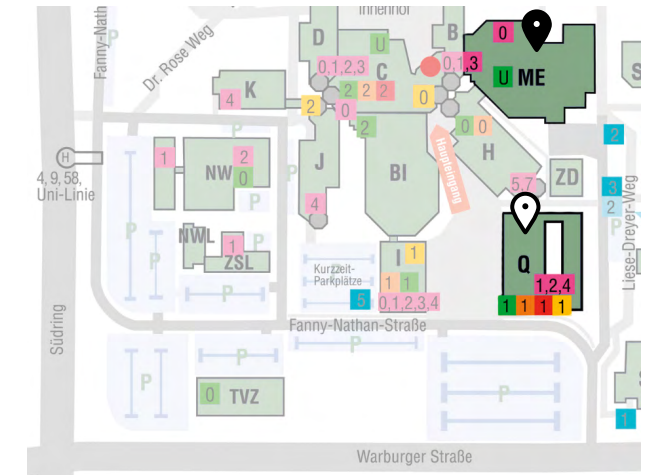 Innenhof
Fanny-Nath
Dr. Rose Weg
P
D
U
0,1,2,3
C
2 2 2
B
0,1,3
0
U ME
S
K
4
2
0
0
P
2
0 0
H
Haupteingang
2
H
4, 9, 58,
Uni-Linie
1
2
NW
0
P
J
4
BI
5,7
ZD
3
2
P
Liese-Dreyer-Weg
P
P
NWL
1
ZSL
P
P
Kurzzeit-
Parkplätze
5
I
1
1 1
0,1,2,3,4
Q
1,2,4
1 1 1 1
Fanny-Nathan-Straße
Südring
P
P
P
P
0
TVZ
S
1
Warburger Straße